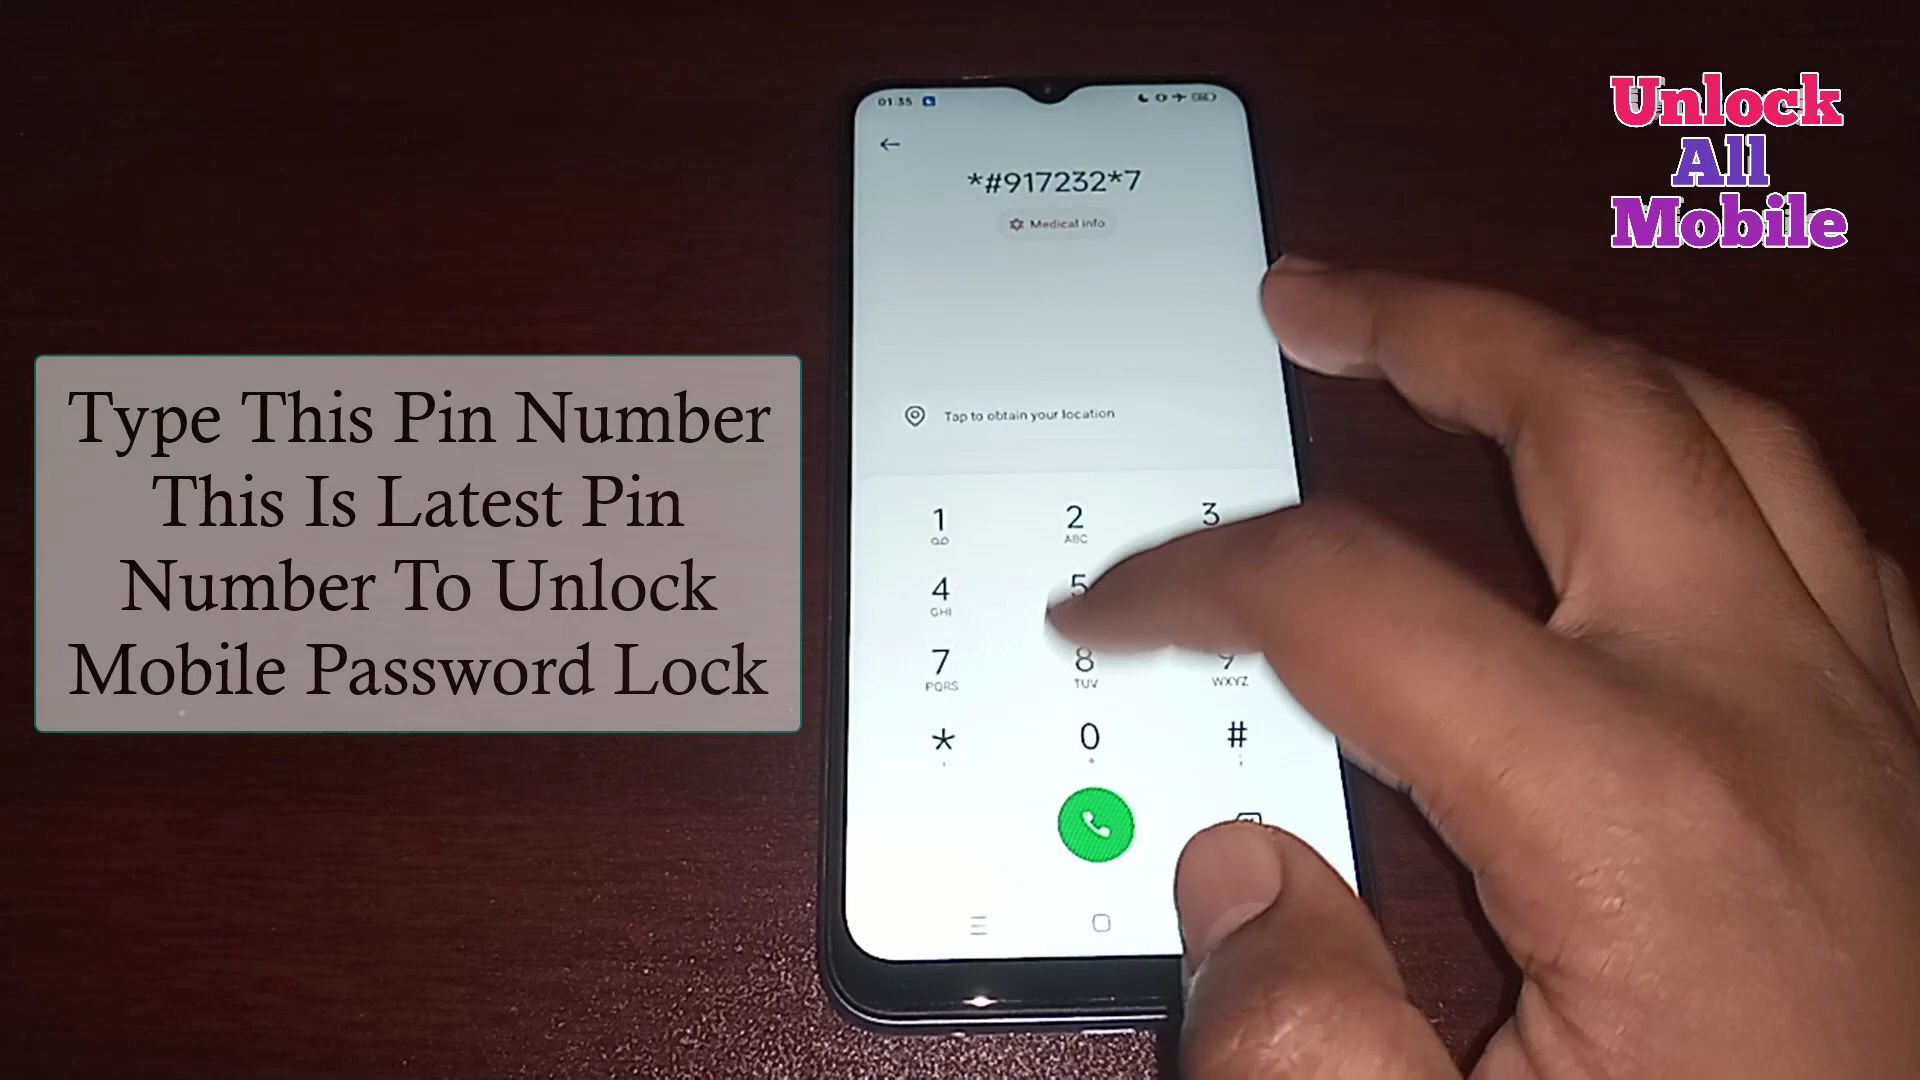 Unlock
All
Mobile
01:35
*#917232*7
Medical info
Type This Pin Number
This Is Latest Pin
Number To Unlock
Mobile Password Lock
Tap to obtain your location
1 2 3
ABC
4 5
GHI
7 8 9
PQRS TUV WXYZ
* 0 #
, + ;